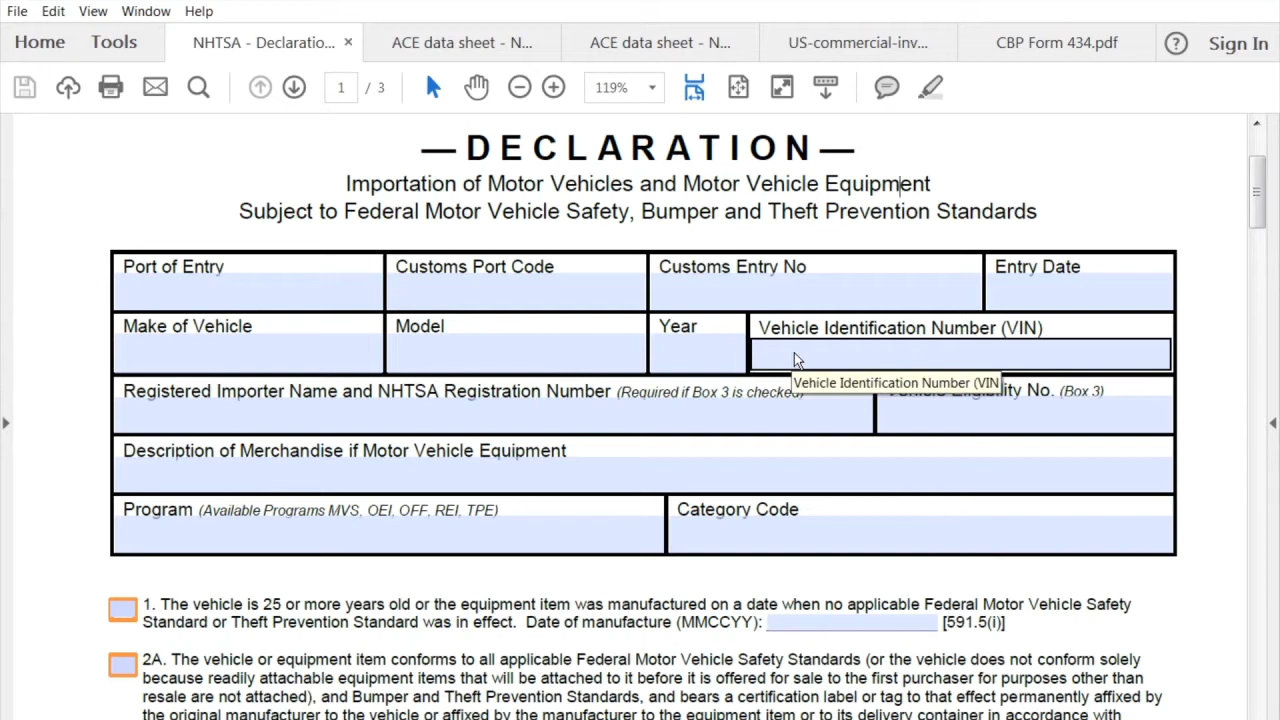 File Edit View Window Help
Home Tools NHTSA - Declaratio... × ACE data sheet - N... ACE data sheet - N... US-commercial-inv... CBP Form 434.pdf ? Sign In
1 / 3 119%
— D E C L A R A T I O N —
Importation of Motor Vehicles and Motor Vehicle Equipment
Subject to Federal Motor Vehicle Safety, Bumper and Theft Prevention Standards
Port of Entry Customs Port Code Customs Entry No Entry Date
Make of Vehicle Model Year Vehicle Identification Number (VIN)
Vehicle Identification Number (VIN
Registered Importer Name and NHTSA Registration Number (Required if Box 3 is checked) Vehicle Eligibility No. (Box 3)
Description of Merchandise if Motor Vehicle Equipment
Program (Available Programs MVS, OEI, OFF, REI, TPE) Category Code
1. The vehicle is 25 or more years old or the equipment item was manufactured on a date when no applicable Federal Motor Vehicle Safety
Standard or Theft Prevention Standard was in effect. Date of manufacture (MMCCYY): [591.5(i)]
2A. The vehicle or equipment item conforms to all applicable Federal Motor Vehicle Safety Standards (or the vehicle does not conform solely
because readily attachable equipment items that will be attached to it before it is offered for sale to the first purchaser for purposes other than
resale are not attached), and Bumper and Theft Prevention Standards, and bears a certification label or tag to that effect permanently affixed by
the original manufacturer to the vehicle or affixed by the manufacturer to the equipment item or to its delivery container in accordance with